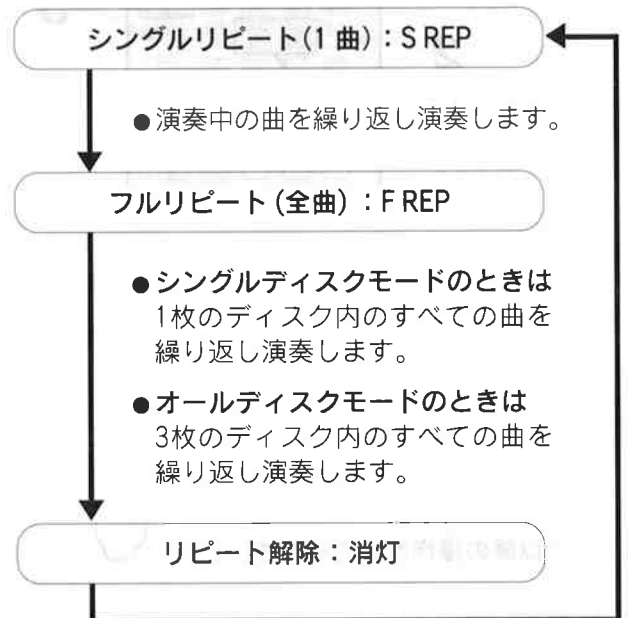 シングルリピート(1 曲)：S REP
●演奏中の曲を繰り返し演奏します。
フルリピート (全曲) ：F REP
●シングルディスクモードのときは
1枚のディスク内のすべての曲を
繰り返し演奏します。
●オールディスクモードのときは
3枚のディスク内のすべての曲を
繰り返し演奏します。
リピート解除：消灯